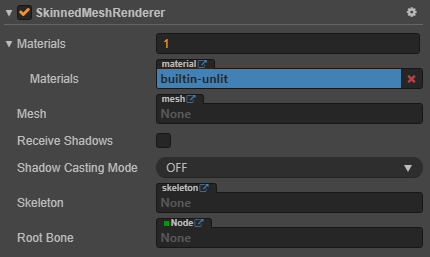 SkinnedMeshRenderer
Materials 1
material
Materials builtin-unlit
mesh
Mesh None
Receive Shadows
Shadow Casting Mode OFF
skeleton
Skeleton None
Node
Root Bone None